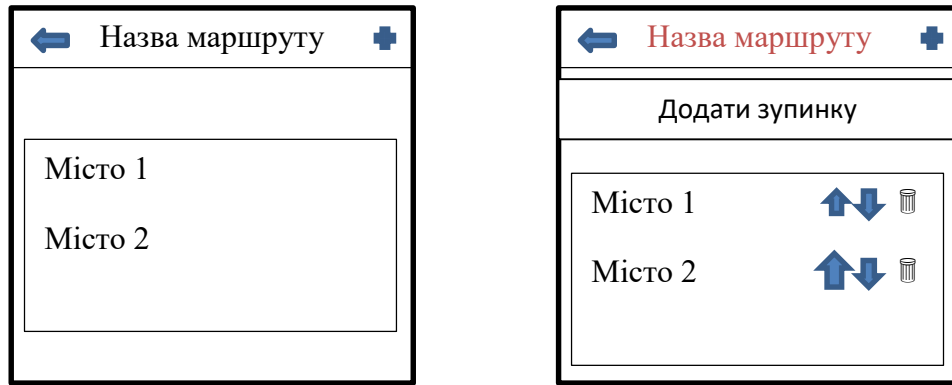 Назва маршруту
Місто 1
Місто 2
Назва маршруту
Додати зупинку
Місто 1
Місто 2